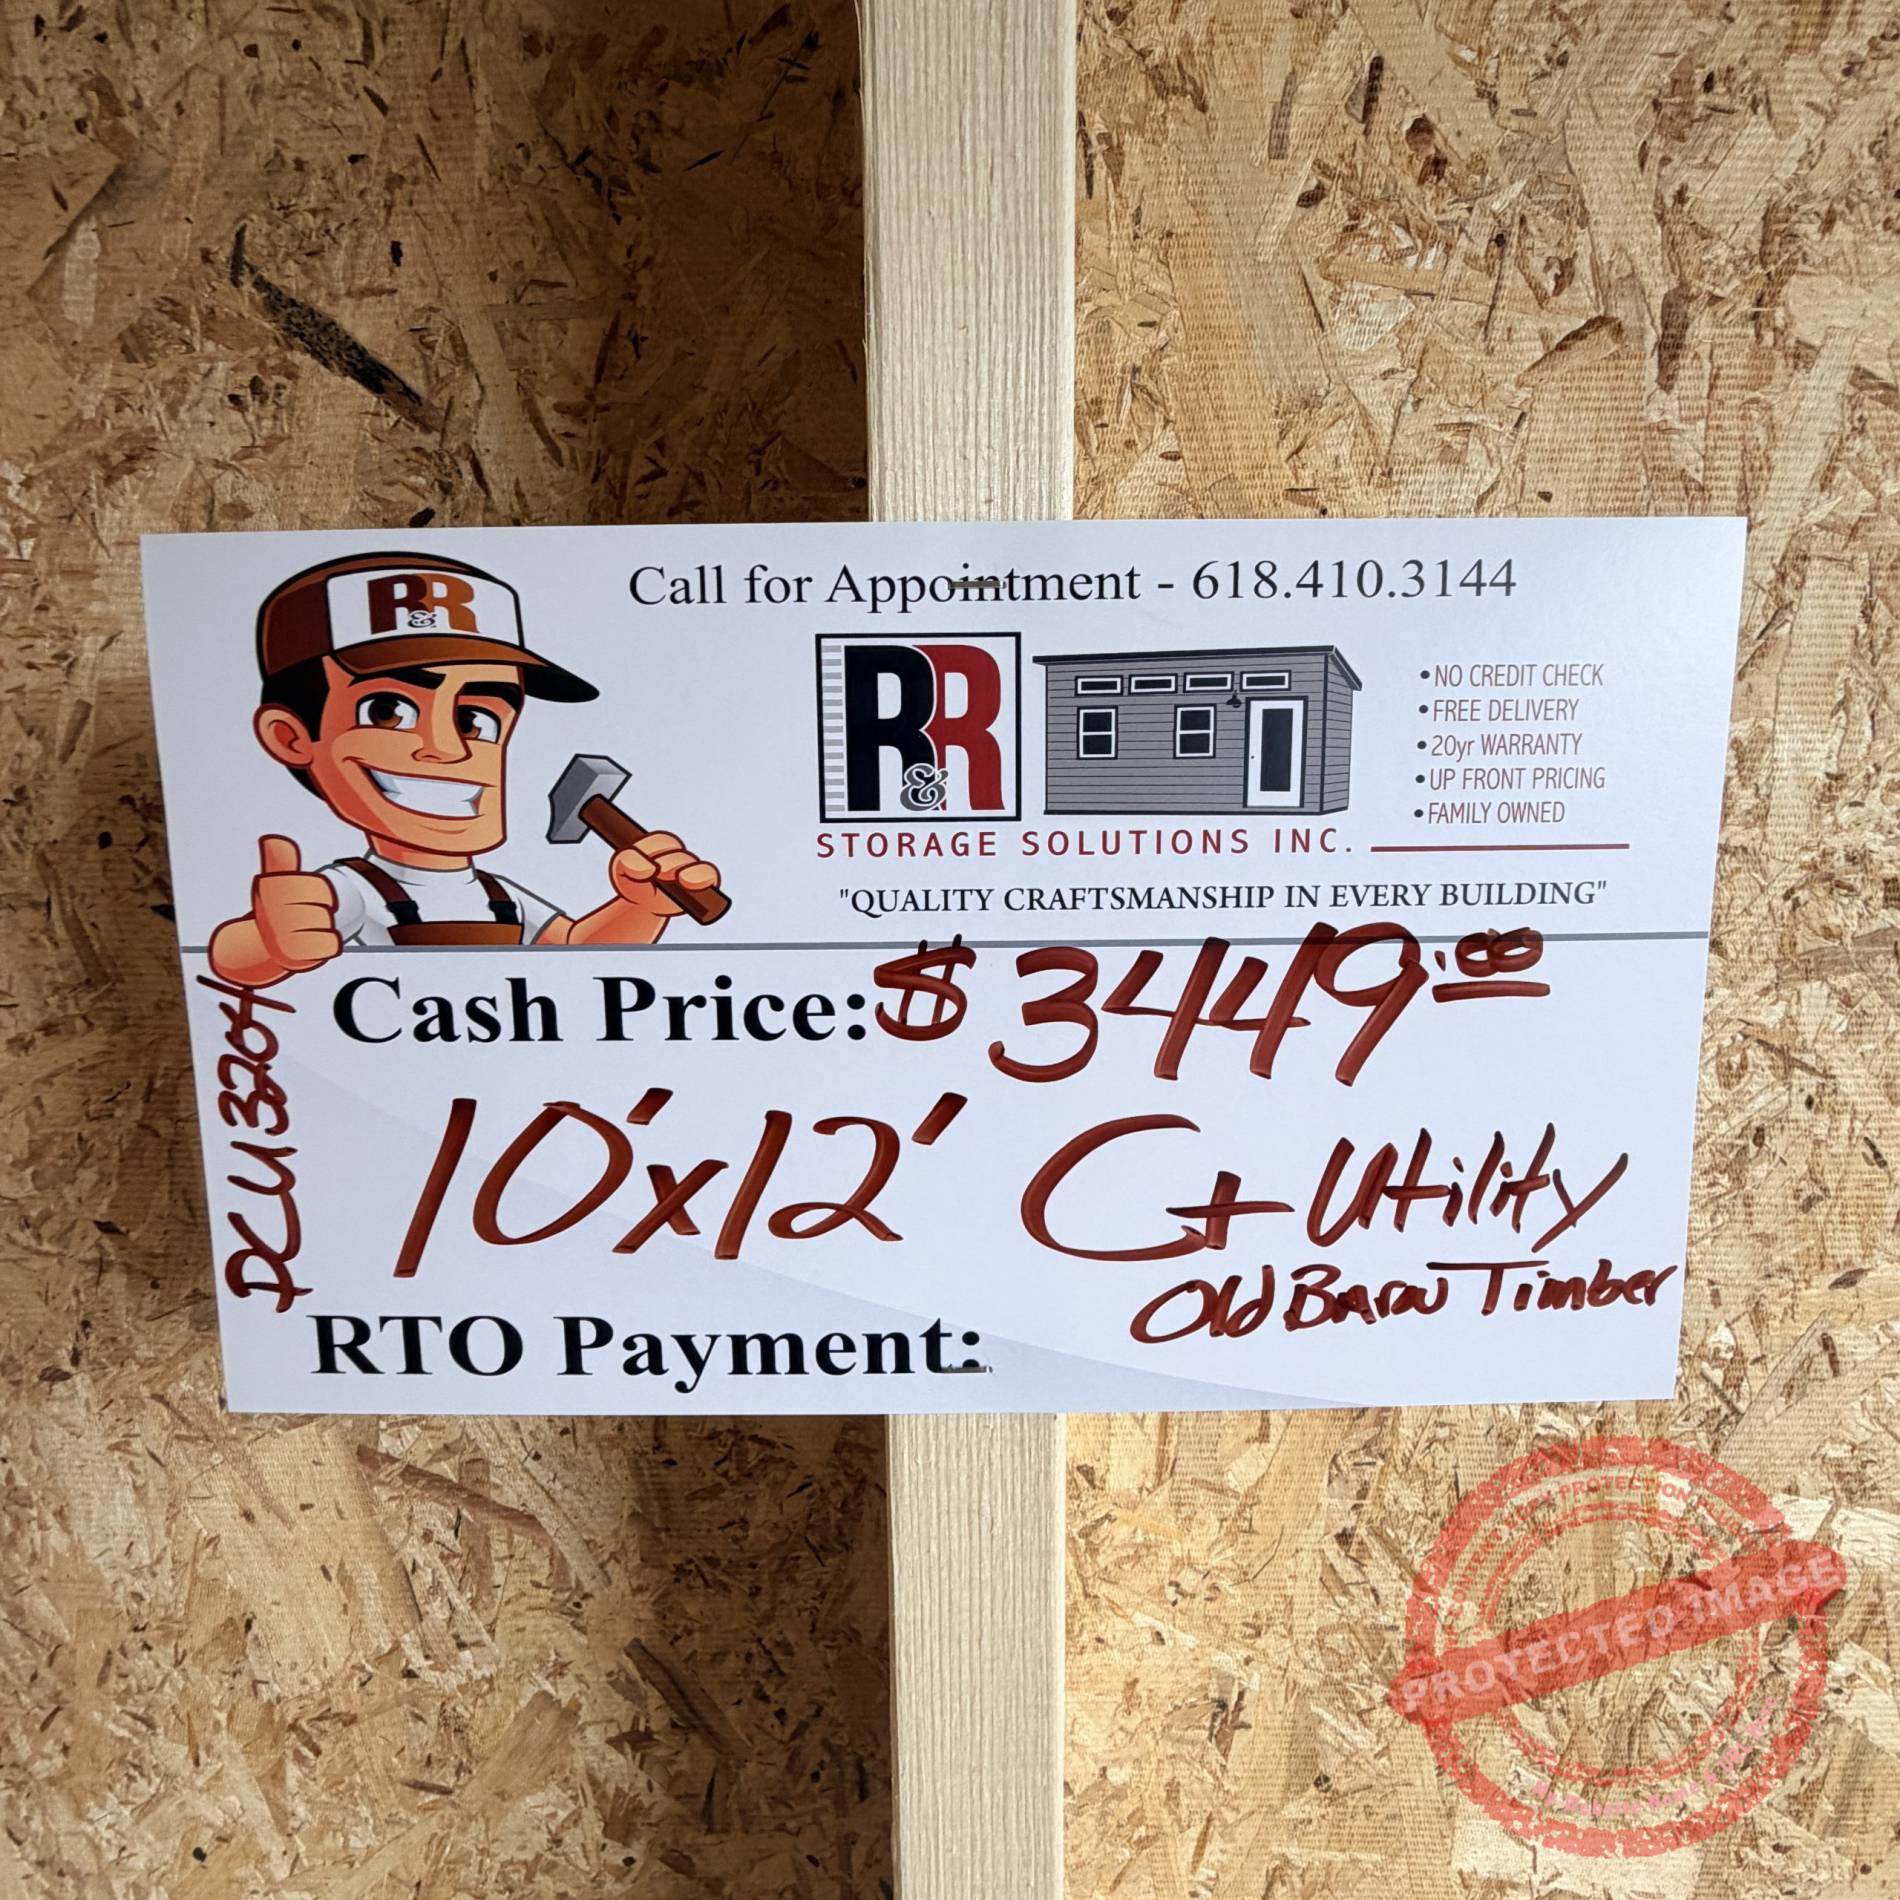 R&R
Call for Appointment - 618.410.3144
R&R
• NO CREDIT CHECK
• FREE DELIVERY
• 20yr WARRANTY
• UP FRONT PRICING
• FAMILY OWNED
STORAGE SOLUTIONS INC.
"QUALITY CRAFTSMANSHIP IN EVERY BUILDING"
Cash Price: $3449.00
10'x12' C+ Utility
Old Barn Timber
RTO Payment:
PROTECTED IMAGE